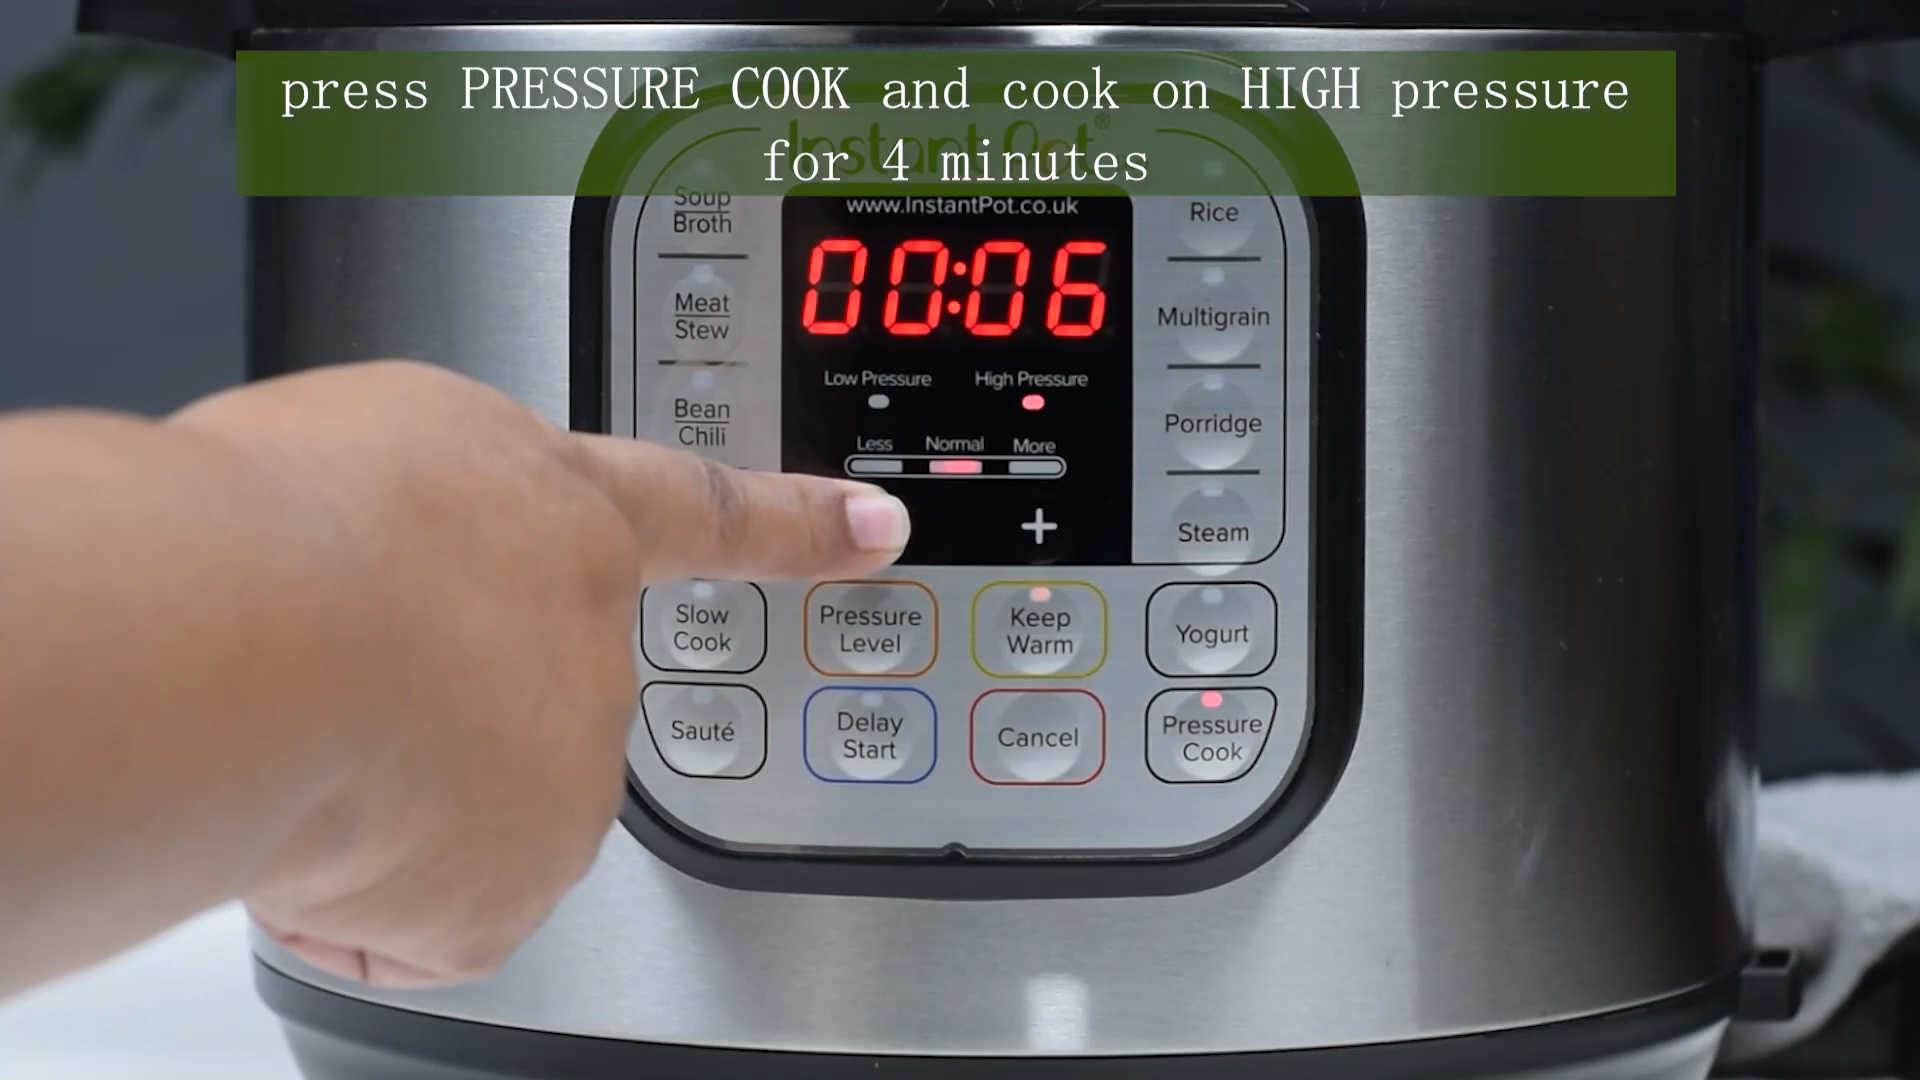 press PRESSURE COOK and cook on HIGH pressure
for 4 minutes
Instant Pot®
www.InstantPot.co.uk
Soup
Broth
Rice
00:06
Meat
Stew
Multigrain
Low Pressure
High Pressure
Bean
Chili
Less
Normal
More
Porridge
+
Steam
Slow
Cook
Pressure
Level
Keep
Warm
Yogurt
Sauté
Delay
Start
Cancel
Pressure
Cook